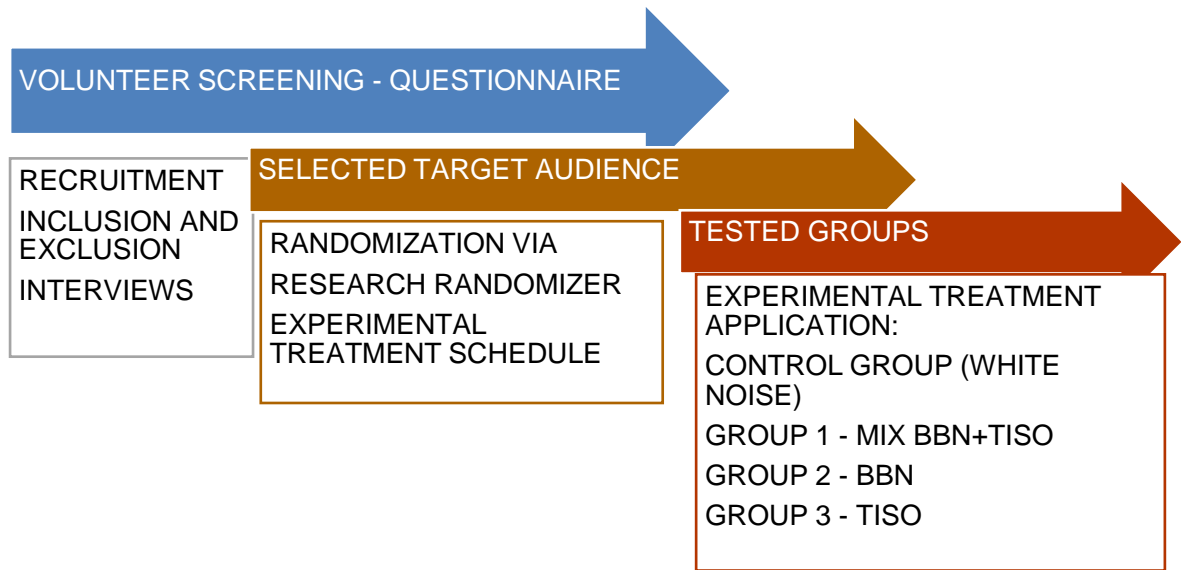 VOLUNTEER SCREENING - QUESTIONNAIRE
RECRUITMENT
INCLUSION AND
EXCLUSION
INTERVIEWS
SELECTED TARGET AUDIENCE
RANDOMIZATION VIA
RESEARCH RANDOMIZER
EXPERIMENTAL
TREATMENT SCHEDULE
TESTED GROUPS
EXPERIMENTAL TREATMENT
APPLICATION:
CONTROL GROUP (WHITE
NOISE)
GROUP 1 - MIX BBN+TISO
GROUP 2 - BBN
GROUP 3 - TISO